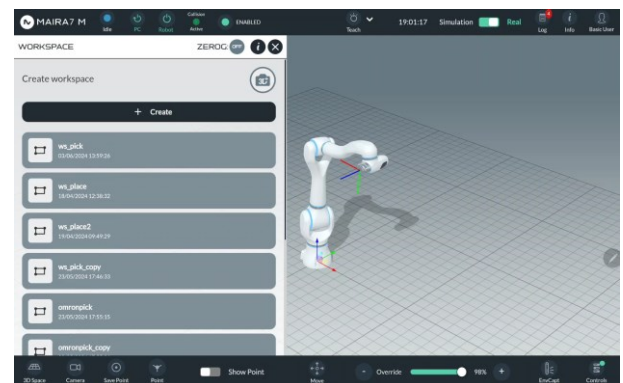 MAIRA7 M
Idle
PC
Robot
Collision
Active
ENABLED
Teach
19:01:17
Simulation
Real
Log
Info
Basic User
WORKSPACE
ZEROG
OFF
Create workspace
+ Create
ws_pick
03/06/2024 13:59:26
ws_place
18/04/2024 12:36:32
ws_place2
19/04/2024 09:49:29
ws_pick_copy
23/05/2024 17:46:33
omronpick
23/05/2024 17:55:15
omronpick_copy
3D Space
Camera
Save Point
Point
Show Point
Move
- Override
98% +
EnvCapt
Controls